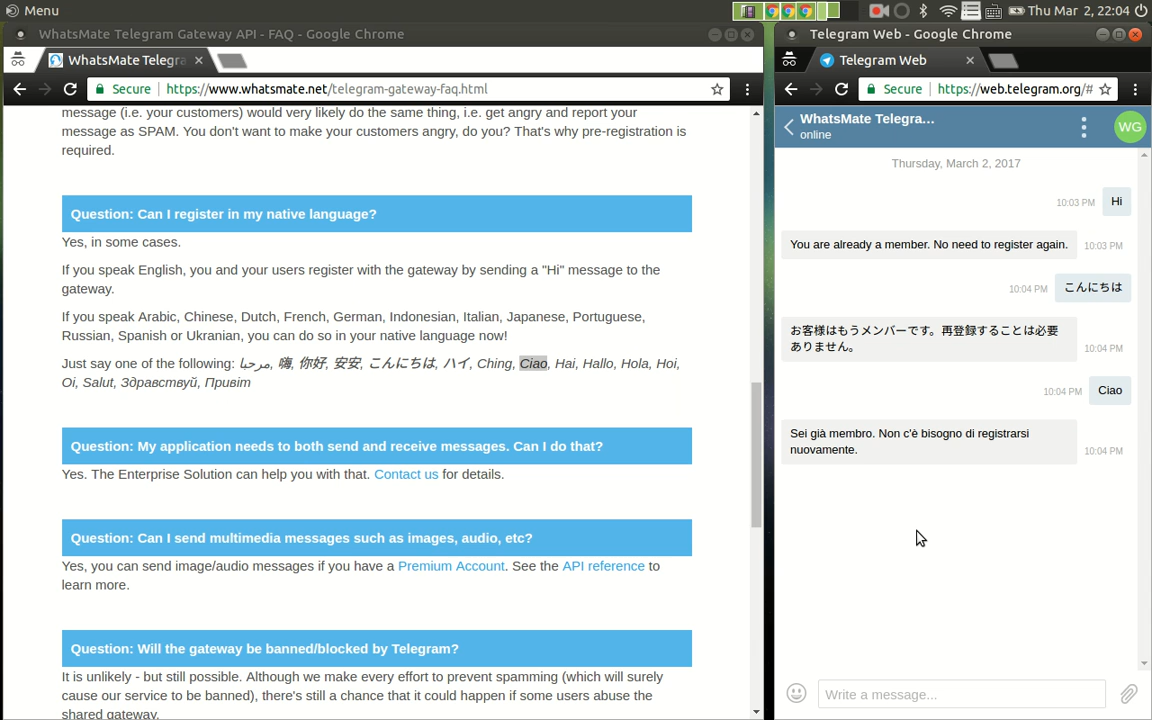 Menu
Thu Mar 2, 22:04
WhatsMate Telegram Gateway API - FAQ - Google Chrome
WhatsMate Telegra
Secure https://www.whatsmate.net/telegram-gateway-faq.html
message (i.e. your customers) would very likely do the same thing, i.e. get angry and report your
message as SPAM. You don't want to make your customers angry, do you? That's why pre-registration is
required.
Question: Can I register in my native language?
Yes, in some cases.
If you speak English, you and your users register with the gateway by sending a "Hi" message to the
gateway.
If you speak Arabic, Chinese, Dutch, French, German, Indonesian, Italian, Japanese, Portuguese,
Russian, Spanish or Ukranian, you can do so in your native language now!
Just say one of the following: مرحبا, 嗨, 你好, 安安, こんにちは, ハイ, Ching, Ciao, Hai, Hallo, Hola, Hoi,
Oi, Salut, Здравствуй, Привіт
Question: My application needs to both send and receive messages. Can I do that?
Yes. The Enterprise Solution can help you with that. Contact us for details.
Question: Can I send multimedia messages such as images, audio, etc?
Yes, you can send image/audio messages if you have a Premium Account. See the API reference to
learn more.
Question: Will the gateway be banned/blocked by Telegram?
It is unlikely - but still possible. Although we make every effort to prevent spamming (which will surely
cause our service to be banned), there's still a chance that it could happen if some users abuse the
shared gateway.
Telegram Web - Google Chrome
Telegram Web
Secure https://web.telegram.org/#
WhatsMate Telegra...
online
WG
Thursday, March 2, 2017
10:03 PM Hi
You are already a member. No need to register again. 10:03 PM
10:04 PM こんにちは
お客様はもうメンバーです。再登録することは必要
ありません。 10:04 PM
10:04 PM Ciao
Sei già membro. Non c'è bisogno di registrarsi
nuovamente. 10:04 PM
Write a message...